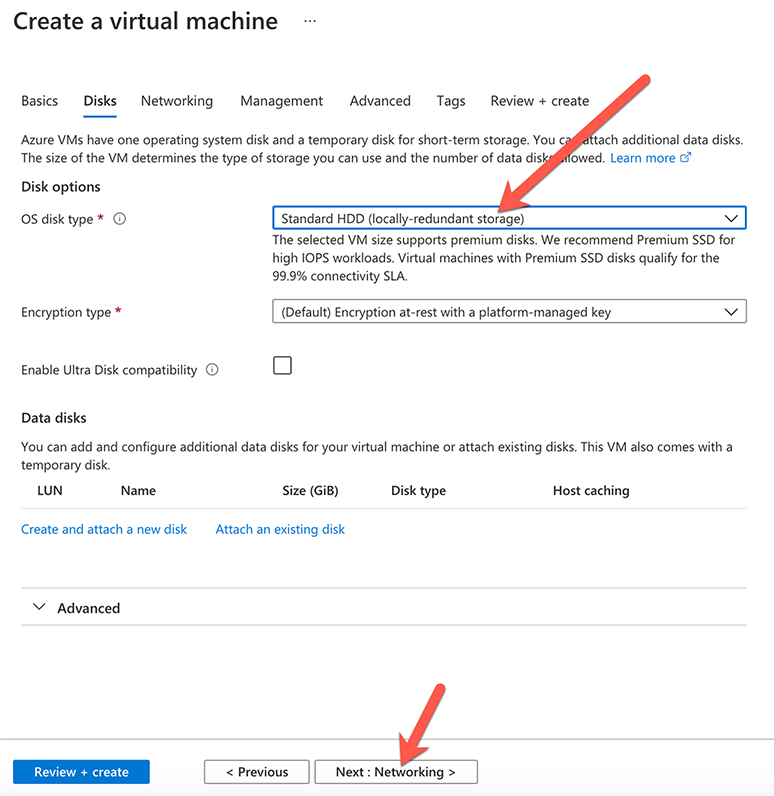 Create a virtual machine ...
Basics Disks Networking Management Advanced Tags Review + create
Azure VMs have one operating system disk and a temporary disk for short-term storage. You can attach additional data disks.
The size of the VM determines the type of storage you can use and the number of data disks allowed. Learn more
Disk options
OS disk type *
Standard HDD (locally-redundant storage)
The selected VM size supports premium disks. We recommend Premium SSD for
high IOPS workloads. Virtual machines with Premium SSD disks qualify for the
99.9% connectivity SLA.
Encryption type *
(Default) Encryption at-rest with a platform-managed key
Enable Ultra Disk compatibility
Data disks
You can add and configure additional data disks for your virtual machine or attach existing disks. This VM also comes with a
temporary disk.
LUN Name Size (GiB) Disk type Host caching
Create and attach a new disk Attach an existing disk
Advanced
Review + create < Previous Next : Networking >